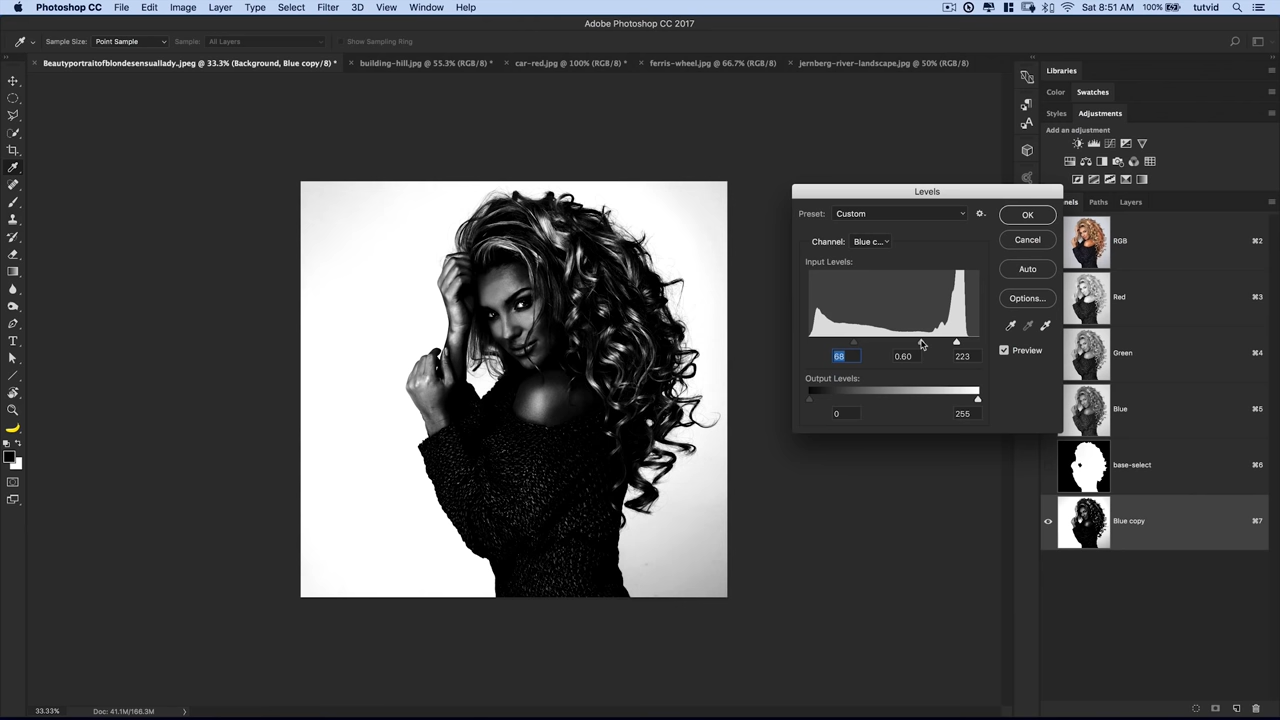 Photoshop CC File Edit Image Layer Type Select Filter 3D View Window Help 100% Sat 8:51 AM tutvid
Adobe Photoshop CC 2017
Sample Size: Point Sample Sample: All Layers Show Sampling Ring
Beautyportraitofblondesensuallady.jpeg @ 33.3% (Background, Blue copy/8) * building-hill.jpg @ 55.3% (RGB/8) * car-red.jpg @ 100% (RGB/8) * ferris-wheel.jpg @ 66.7% (RGB/8) jernberg-river-landscape.jpg @ 50% (RGB/8)
Libraries
Color Swatches
Styles Adjustments
Add an adjustment
Paths Layers
Levels
Preset: Custom
OK
Channel: Blue c...
Cancel
Input Levels:
Auto
Options...
Preview
68 0.60 223
Output Levels:
0 255
RGB ⌘2
Red ⌘3
Green ⌘4
Blue ⌘5
base-select ⌘6
Blue copy ⌘7
33.33% Doc: 41.1M/166.3M